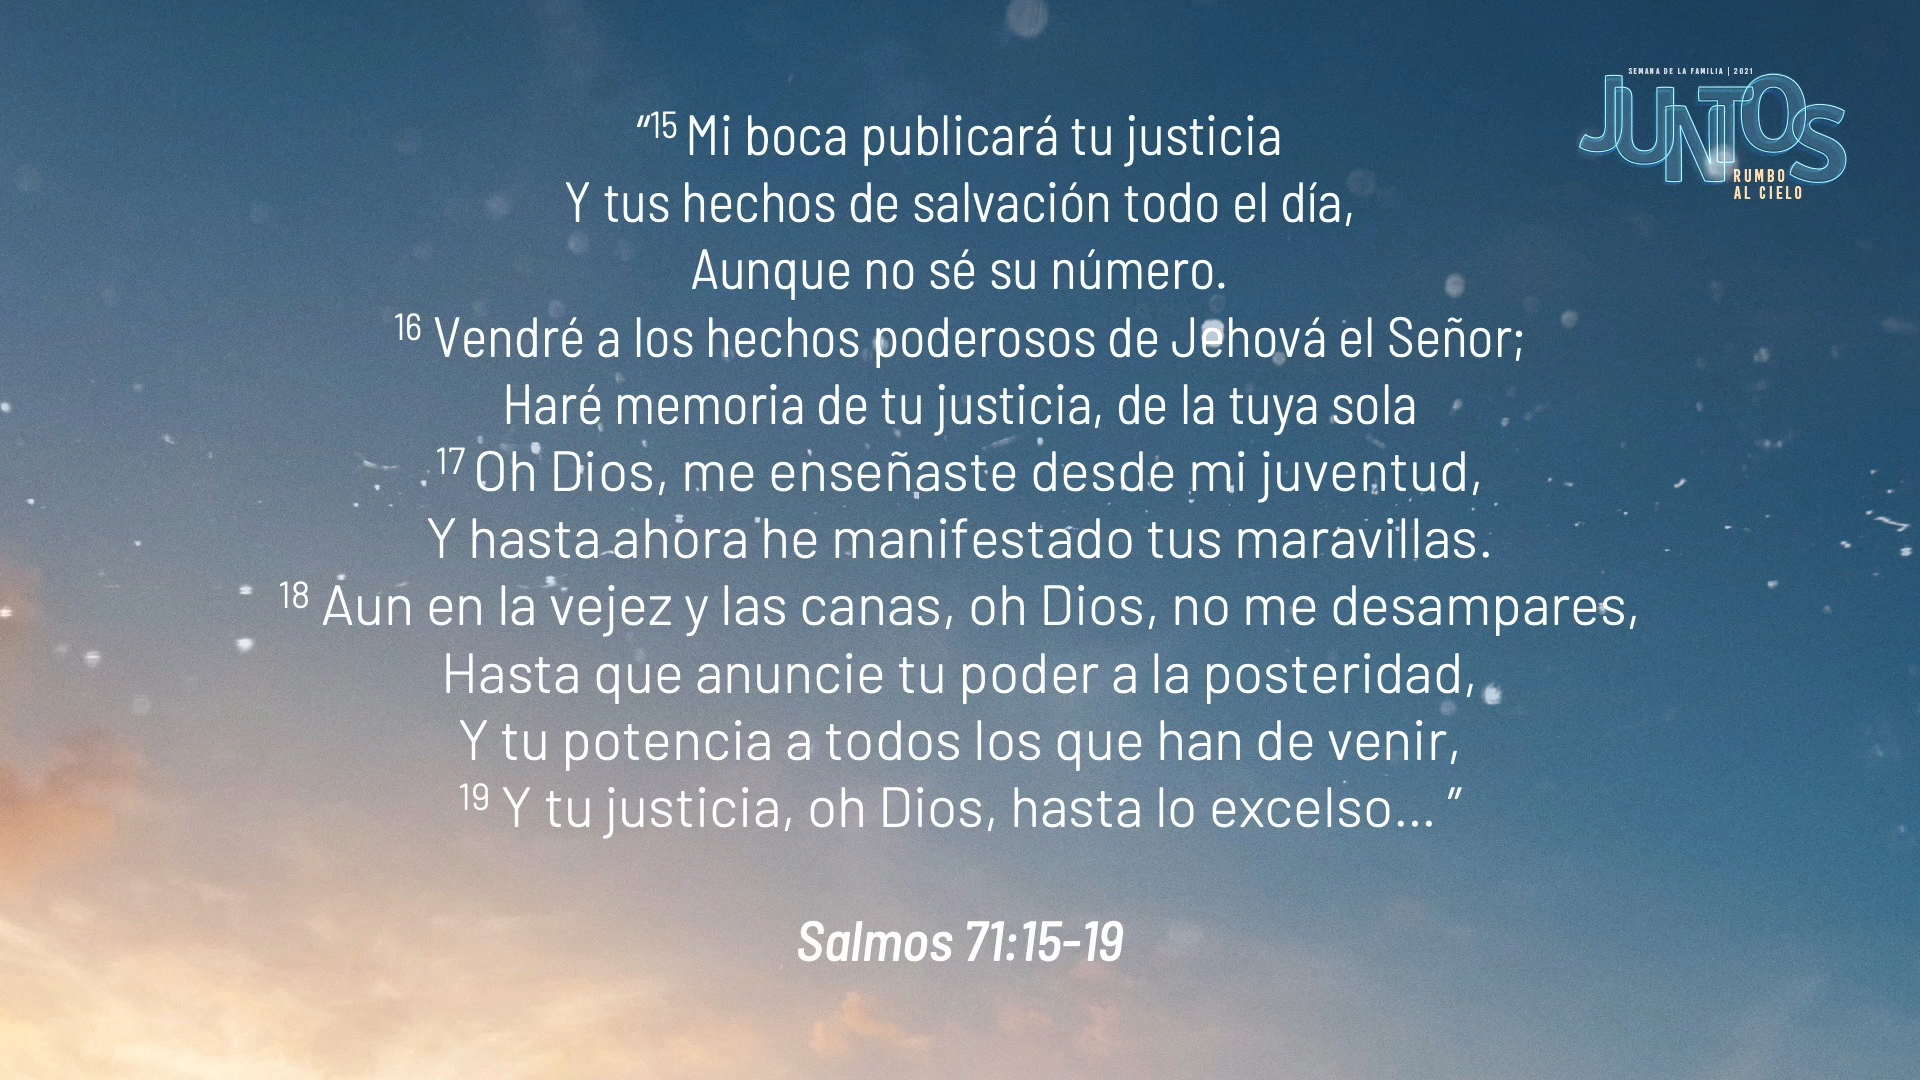 SEMANA DE LA FAMILIA | 2021
JUNTOS
RUMBO
AL CIELO
“15 Mi boca publicará tu justicia
Y tus hechos de salvación todo el día,
Aunque no sé su número.
16 Vendré a los hechos poderosos de Jehová el Señor;
Haré memoria de tu justicia, de la tuya sola
17 Oh Dios, me enseñaste desde mi juventud,
Y hasta ahora he manifestado tus maravillas.
18 Aun en la vejez y las canas, oh Dios, no me desampares,
Hasta que anuncie tu poder a la posteridad,
Y tu potencia a todos los que han de venir,
19 Y tu justicia, oh Dios, hasta lo excelso... ”
Salmos 71:15-19